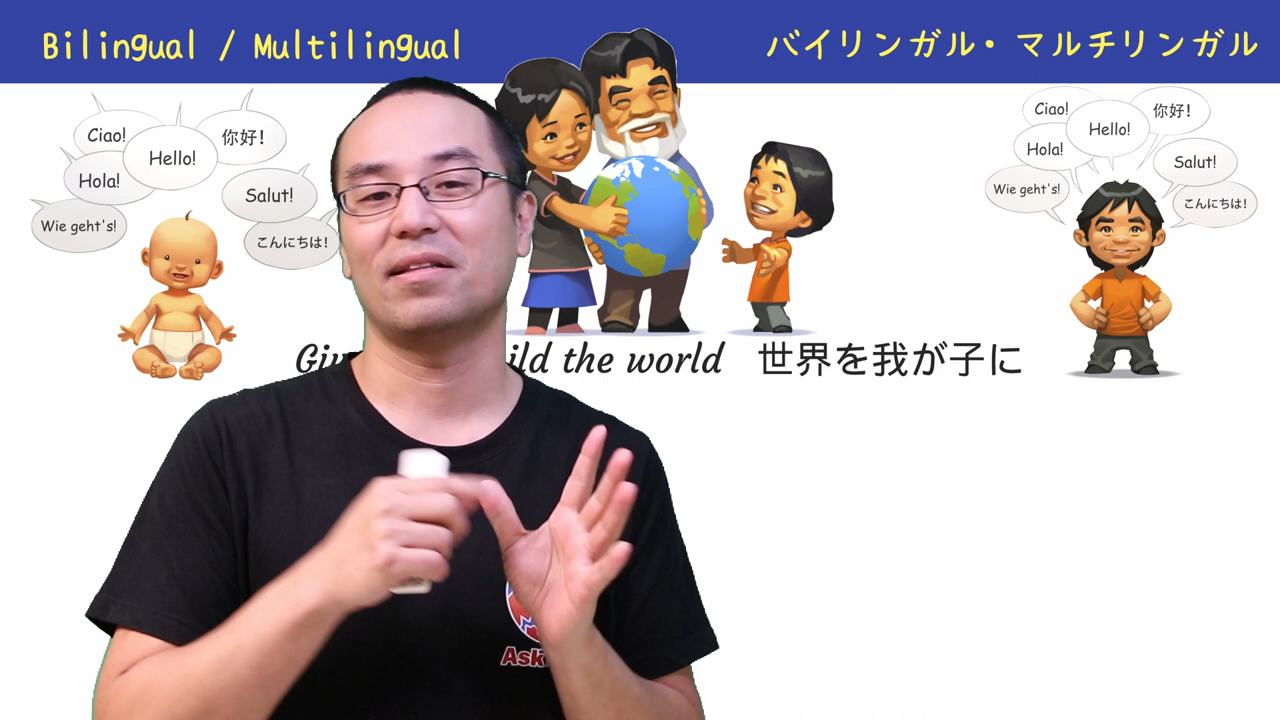 Bilingual / Multilingual
バイリンガル・マルチリンガル
Ciao!
Hello!
你好!
Hola!
Salut!
Wie geht's!
こんにちは!
Ciao!
Hello!
你好!
Hola!
Salut!
Wie geht's!
こんにちは!
the world 世界を我が子に